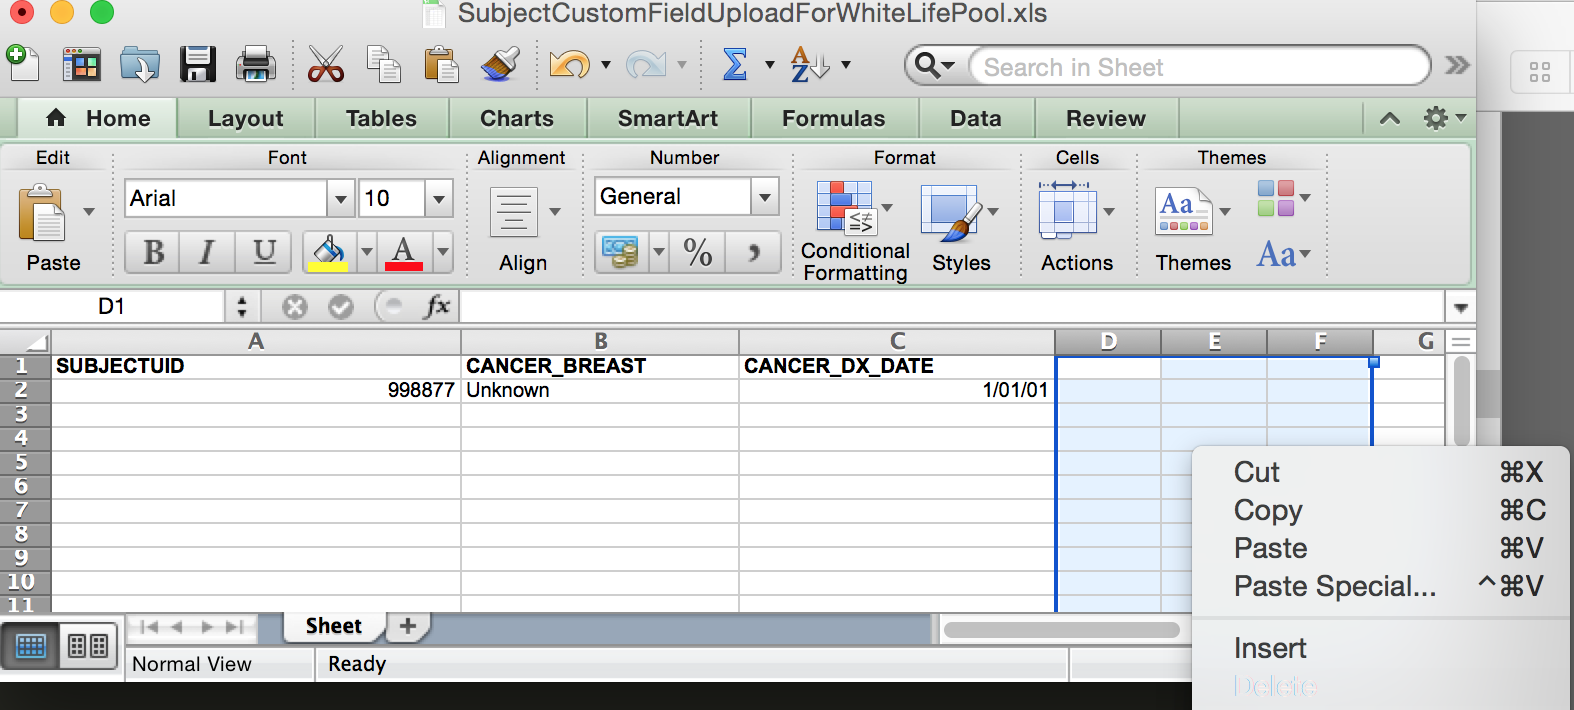 SubjectCustomFieldUploadForWhiteLifePool.xls
Search in Sheet
Home Layout Tables Charts SmartArt Formulas Data Review
Edit Font Alignment Number Format Cells Themes
Arial 10 General
B I U A % Aa
Paste Align Conditional Formatting Styles Actions Themes Aa
D1 fx
A B C D E F G
1 SUBJECTUID CANCER_BREAST CANCER_DX_DATE
2 998877 Unknown 1/01/01
3
4
5
6
7
8
9
10
11
Cut ⌘X
Copy ⌘C
Paste ⌘V
Paste Special... ^⌘V
Insert
Delete
Sheet
Normal View Ready